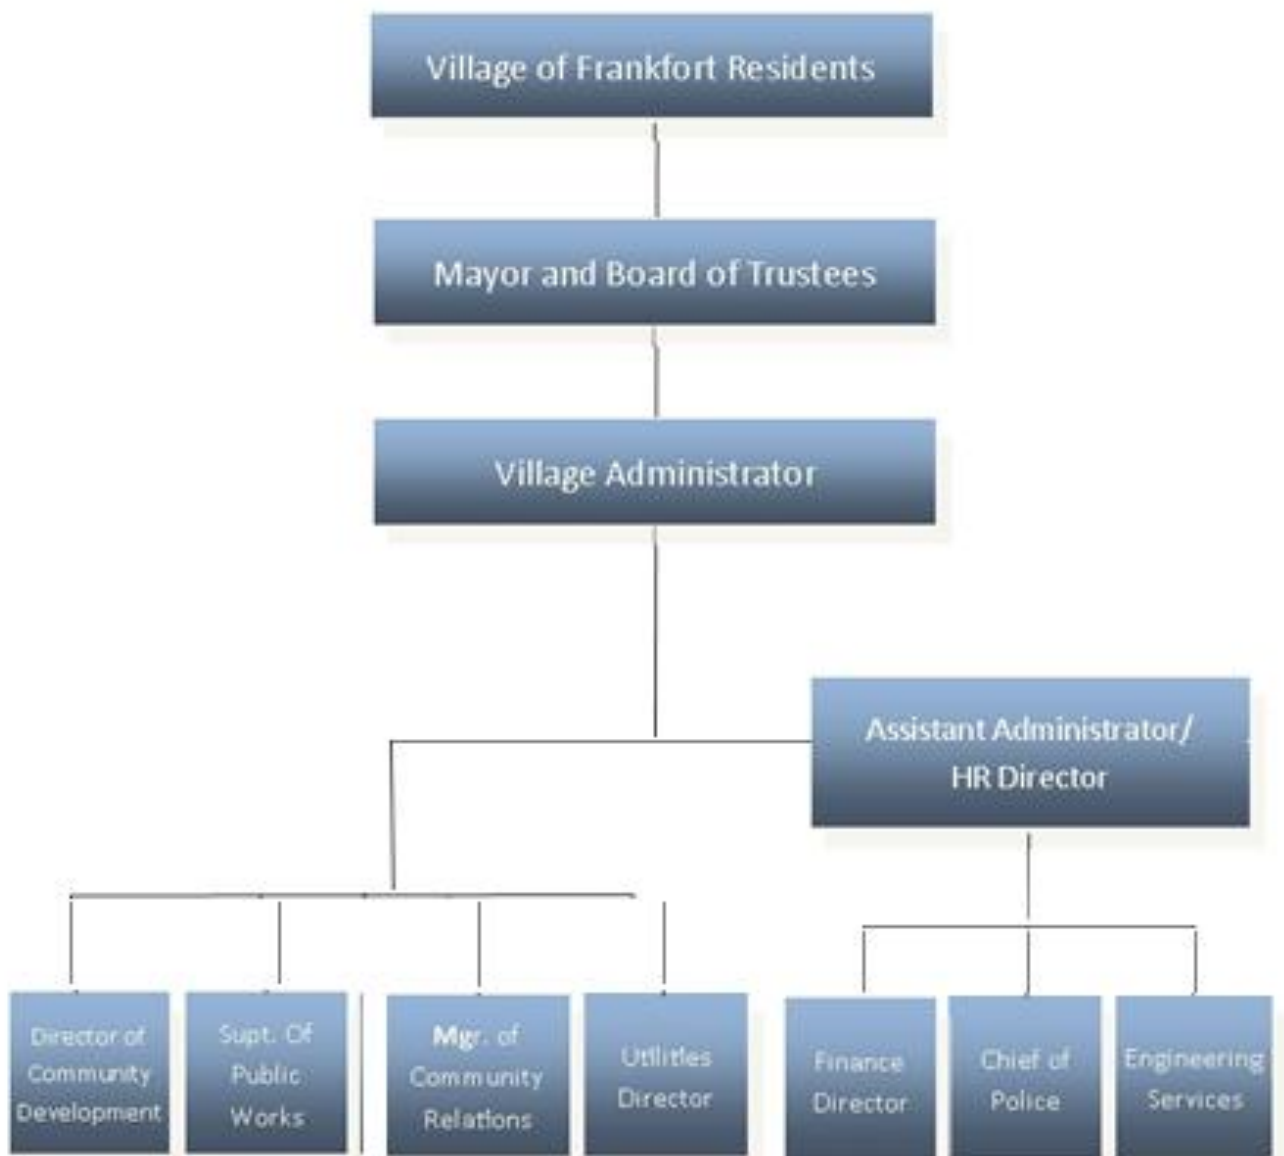 Village of Frankfort Residents
Mayor and Board of Trustees
Village Administrator
Assistant Administrator/
HR Director
Director of
Community
Development
Supt. Of
Public
Works
Mgr. of
Community
Relations
Utilities
Director
Finance
Director
Chief of
Police
Engineering
Services